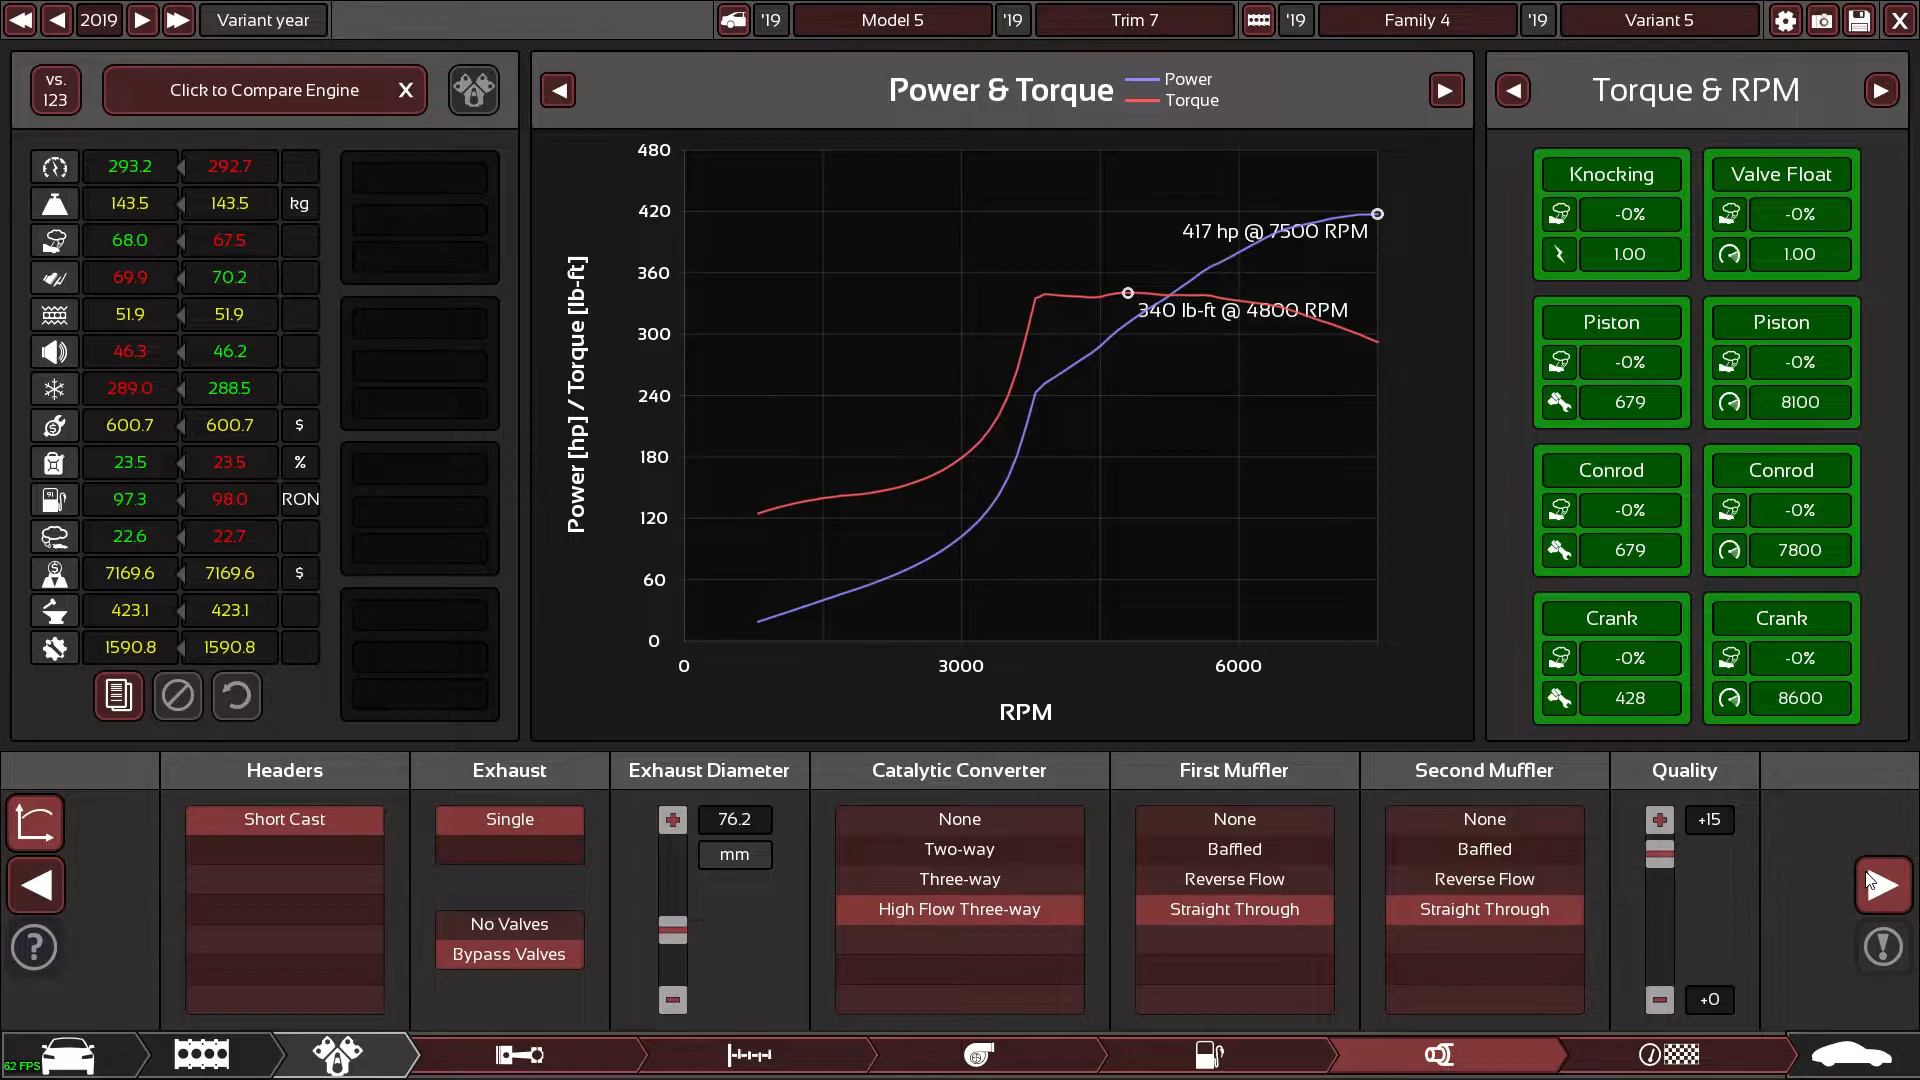 2019
Variant year
'19
Model 5
'19
Trim 7
'19
Family 4
'19
Variant 5
X
vs.
123
Click to Compare Engine
X
293.2
292.7
143.5
143.5
kg
68.0
67.5
69.9
70.2
51.9
51.9
46.3
46.2
289.0
288.5
600.7
600.7
$
23.5
23.5
%
97.3
98.0
RON
22.6
22.7
7169.6
7169.6
$
423.1
423.1
1590.8
1590.8
Power & Torque
Power
Torque
480
420
360
300
240
180
120
60
0
0
3000
6000
Power [hp] / Torque [lb-ft]
RPM
417 hp @ 7500 RPM
340 lb-ft @ 4800 RPM
Torque & RPM
Knocking
-0%
1.00
Valve Float
-0%
1.00
Piston
-0%
679
Piston
-0%
8100
Conrod
-0%
679
Conrod
-0%
7800
Crank
-0%
428
Crank
-0%
8600
Headers
Short Cast
Exhaust
Single
No Valves
Bypass Valves
Exhaust Diameter
76.2
mm
Catalytic Converter
None
Two-way
Three-way
High Flow Three-way
First Muffler
None
Baffled
Reverse Flow
Straight Through
Second Muffler
None
Baffled
Reverse Flow
Straight Through
Quality
+15
+0
?
!
62 FPS